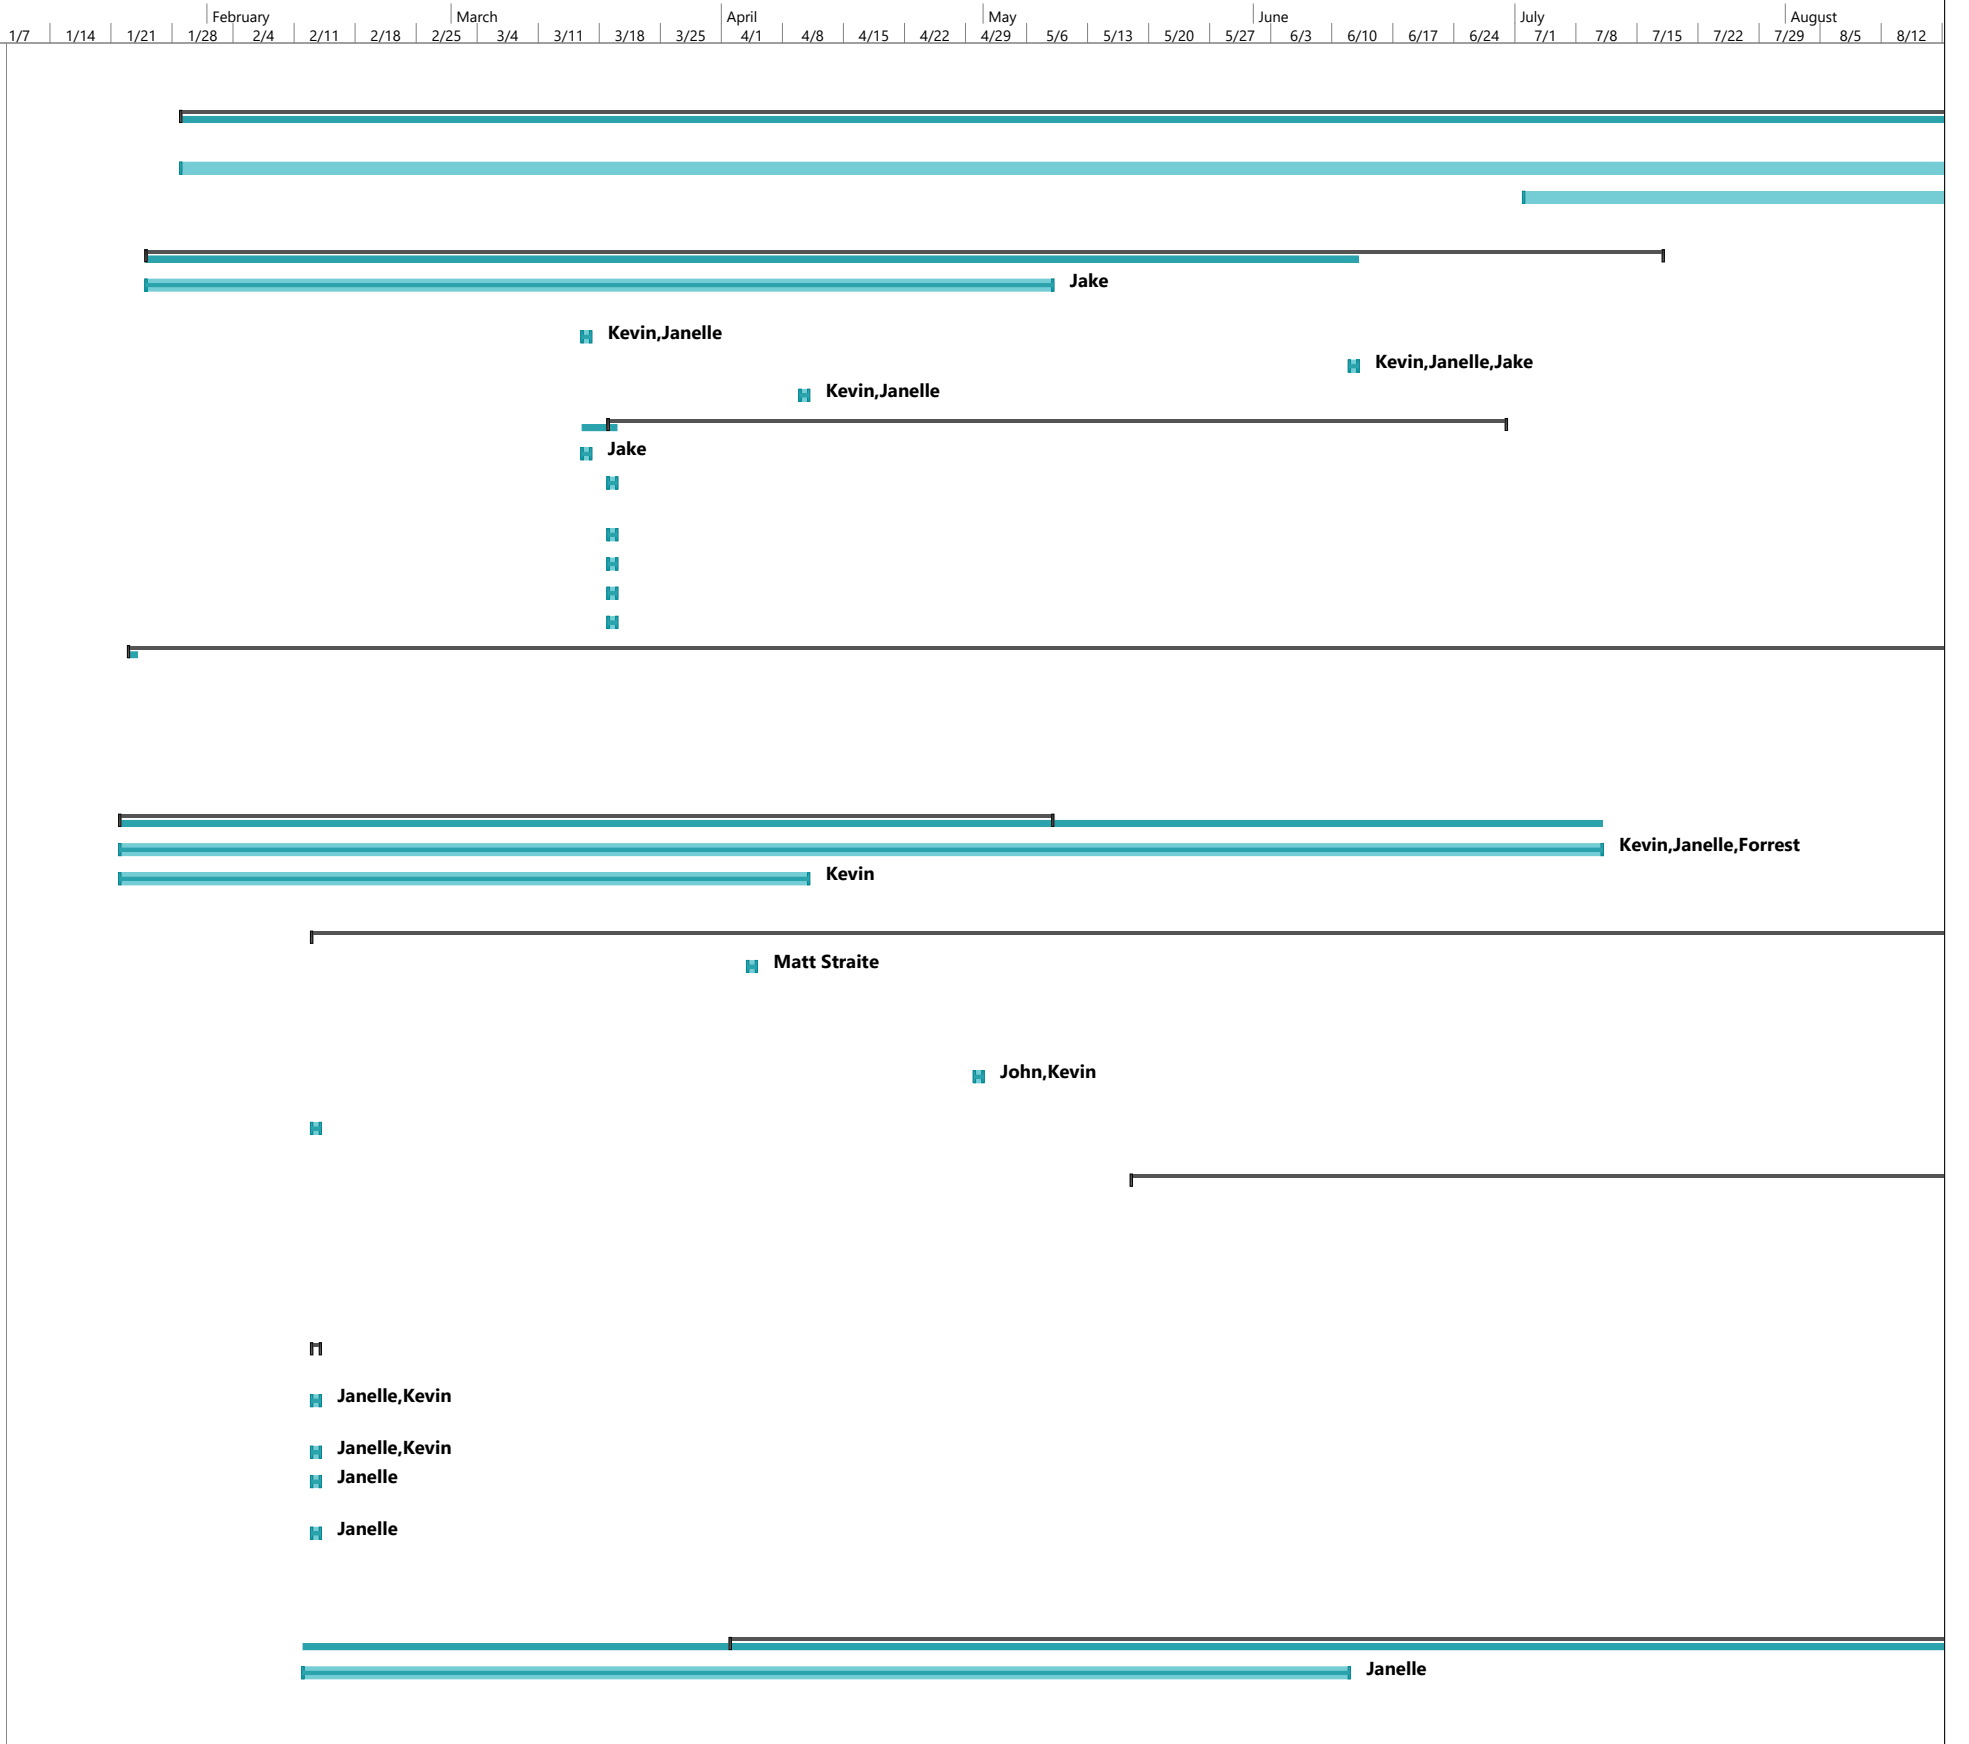 February March April May June July August
1/7 1/14 1/21 1/28 2/4 2/11 2/18 2/25 3/4 3/11 3/18 3/25 4/1 4/8 4/15 4/22 4/29 5/6 5/13 5/20 5/27 6/3 6/10 6/17 6/24 7/1 7/8 7/15 7/22 7/29 8/5 8/12
Jake
Kevin,Janelle
Kevin,Janelle,Jake
Kevin,Janelle
Jake
Kevin,Janelle,Forrest
Kevin
Matt Straite
John,Kevin
Janelle,Kevin
Janelle,Kevin
Janelle
Janelle
Janelle